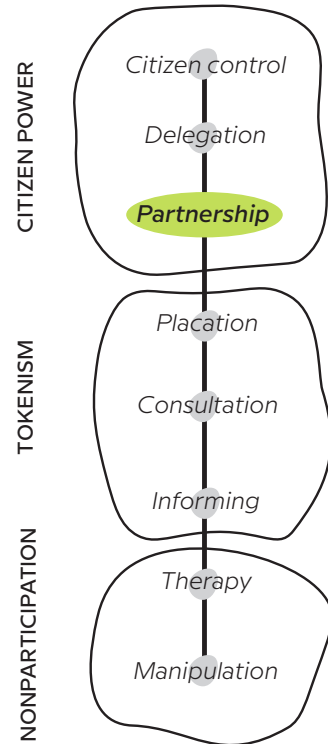 CITIZEN POWER
Citizen control
Delegation
Partnership
TOKENISM
Placation
Consultation
Informing
NONPARTICIPATION
Therapy
Manipulation